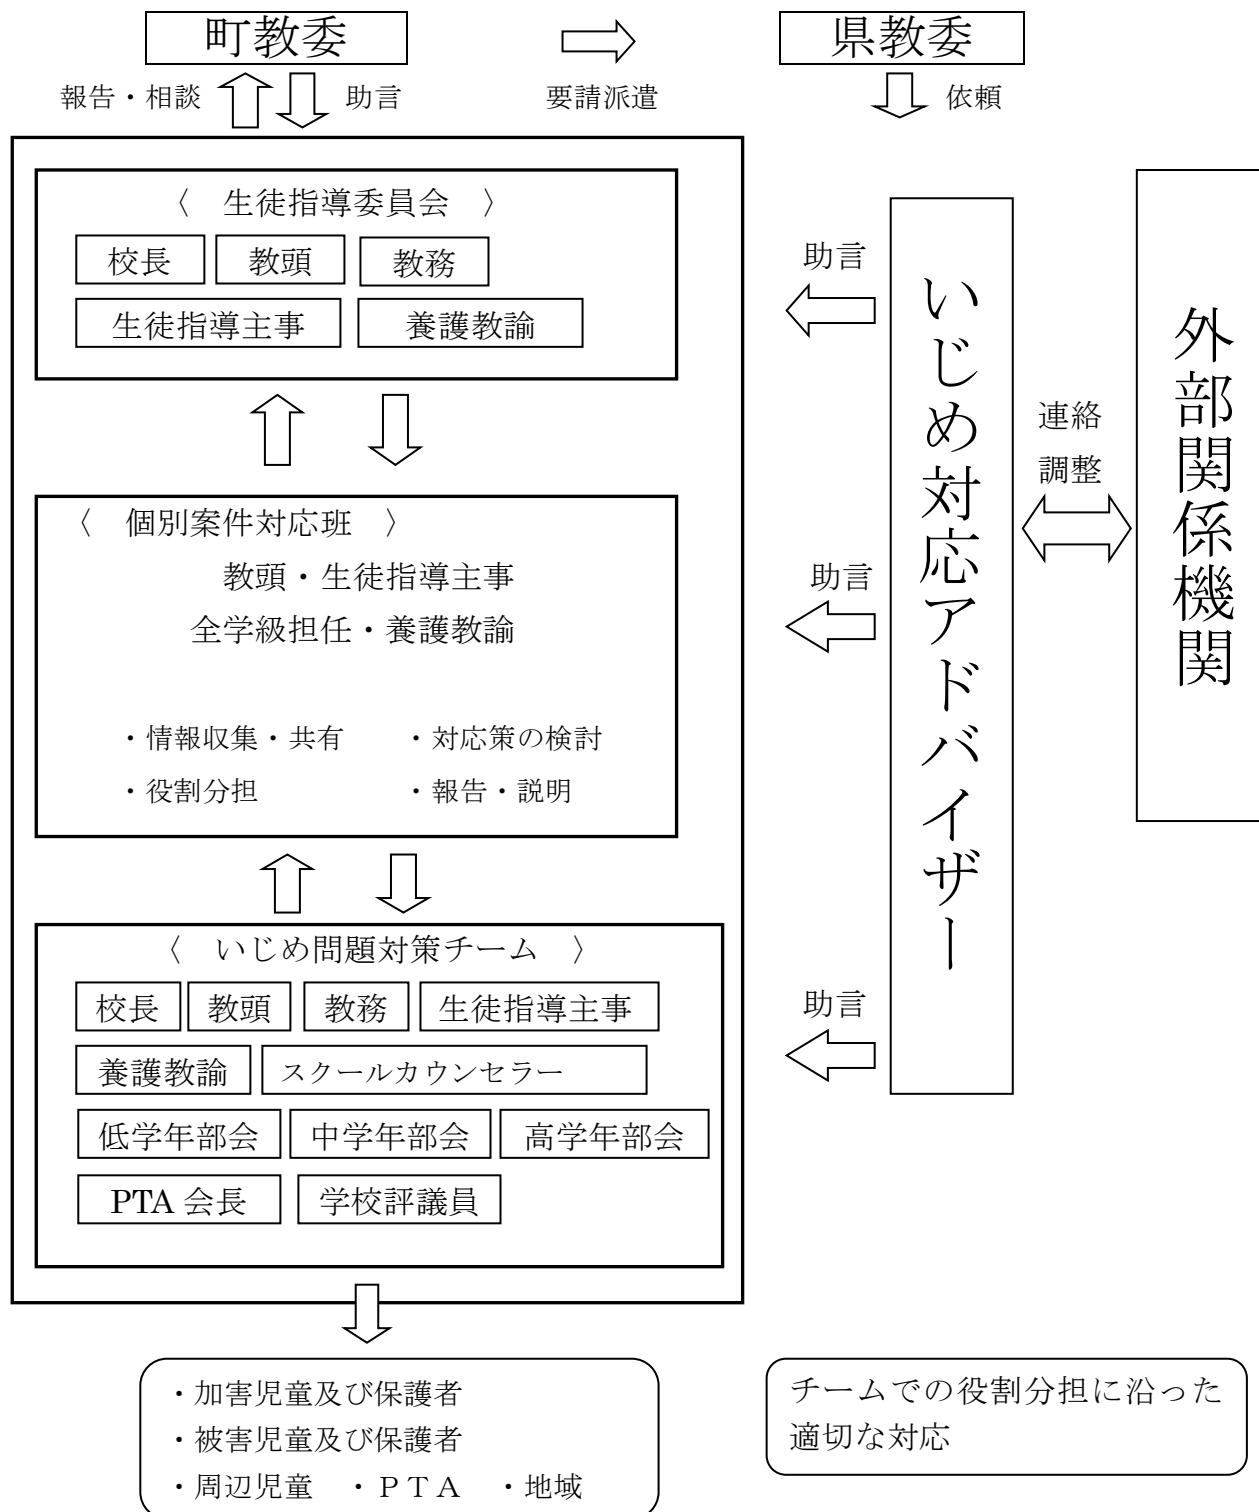 町教委
県教委
報告・相談
助言
要請派遣
依頼
〈　生徒指導委員会　〉
校長
教頭
教務
生徒指導主事
養護教諭
〈　個別案件対応班　〉
教頭・生徒指導主事
全学級担任・養護教諭
・情報収集・共有
・対応策の検討
・役割分担
・報告・説明
〈　いじめ問題対策チーム　〉
校長
教頭
教務
生徒指導主事
養護教諭
スクールカウンセラー
低学年部会
中学年部会
高学年部会
PTA 会長
学校評議員
助言
助言
助言
いじめ対応アドバイザー
連絡
調整
外部関係機関
・加害児童及び保護者
・被害児童及び保護者
・周辺児童　・ＰＴＡ　・地域
チームでの役割分担に沿った
適切な対応